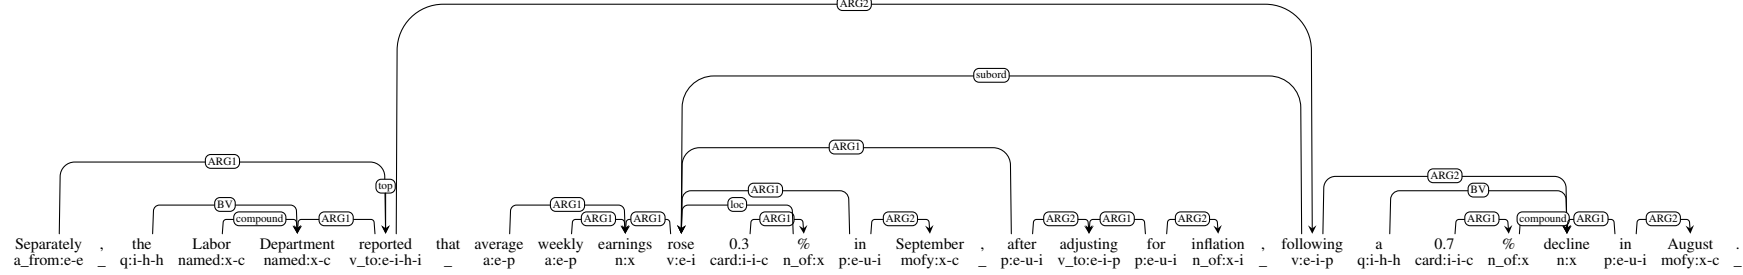 ARG2
subord
ARG1
ARG1
top
ARG1 ARG2
BV ARG1 loc BV
compound ARG1 ARG1 ARG1 ARG1 ARG2 ARG2 ARG1 ARG2 ARG1 compound ARG1 ARG2
Separately , the Labor Department reported that average weekly earnings rose 0.3 % in September , after adjusting for inflation , following a 0.7 % decline in August .
a_from:e-e _ q:i-h-h named:x-c named:x-c v_to:e-i-h-i _ a:e-p a:e-p n:x v:e-i card:i-i-c n_of:x p:e-u-i mofy:x-c _ p:e-u-i v_to:e-i-p p:e-u-i n_of:x-i _ v:e-i-p q:i-h-h card:i-i-c n_of:x n:x p:e-u-i mofy:x-c _